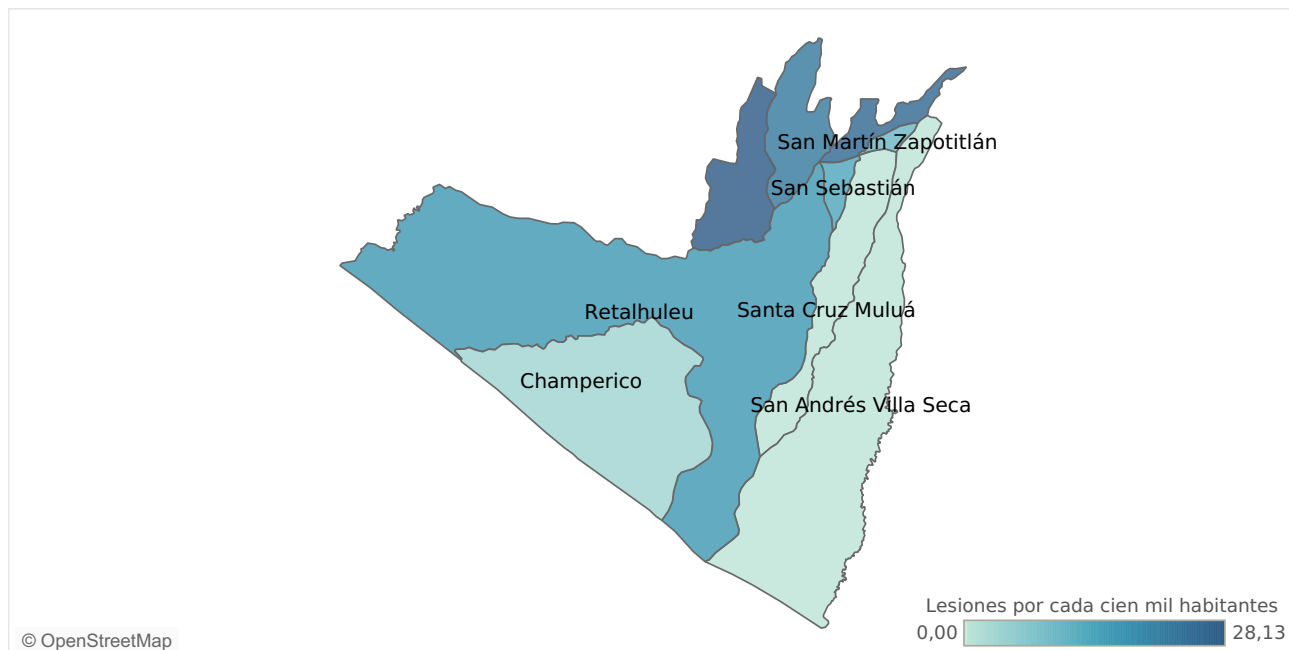 San Martín Zapotitlán
San Sebastián
Retalhuleu
Santa Cruz Muluá
Champerico
San Andrés Villa Seca
Lesiones por cada cien mil habitantes
0,00
28,13
© OpenStreetMap